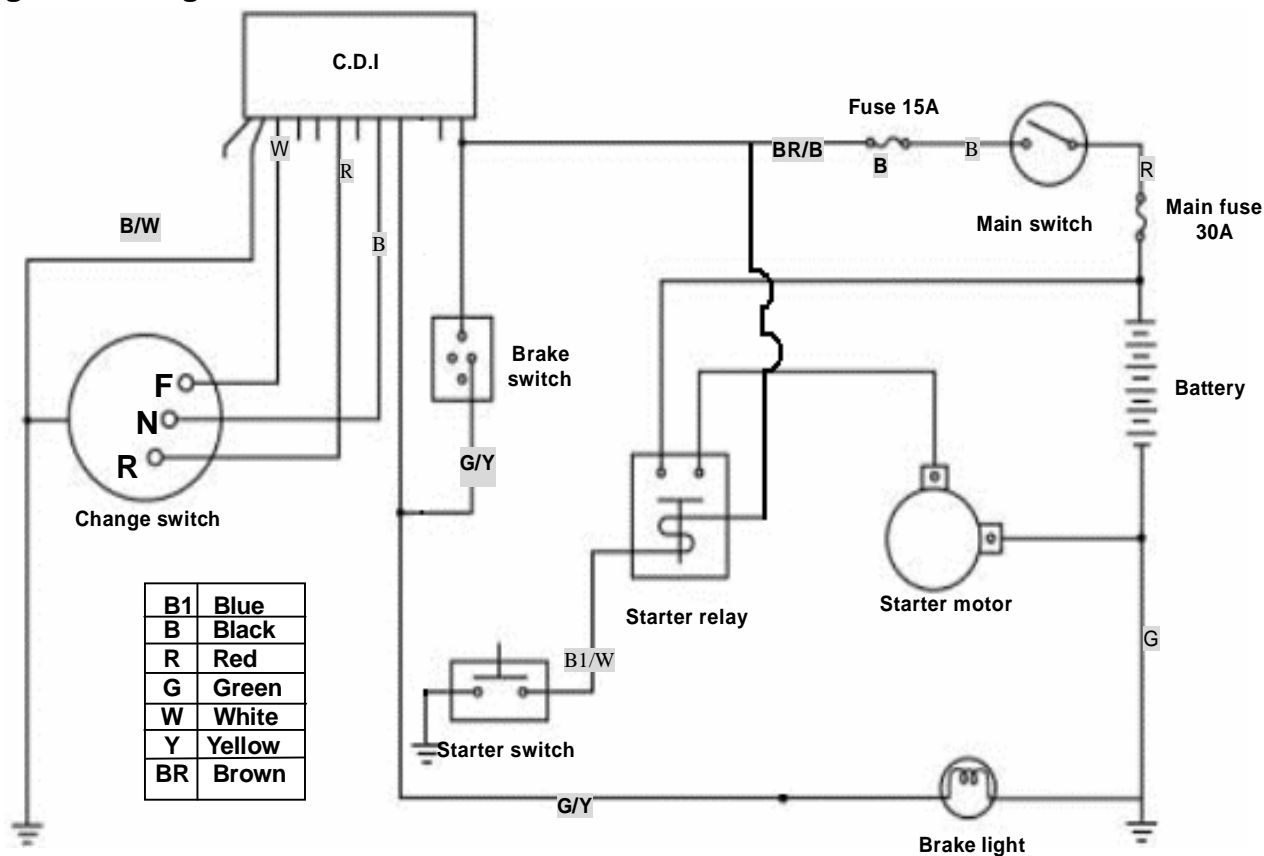 C.D.I
Fuse 15A
W
BR/B
B
B
R
R
Main fuse
30A
B/W
B
Main switch
F
N
R
Brake
switch
Battery
G/Y
Change switch
B1 Blue
B Black
R Red
G Green
W White
Y Yellow
BR Brown
Starter relay
Starter motor
B1/W
G
Starter switch
G/Y
Brake light